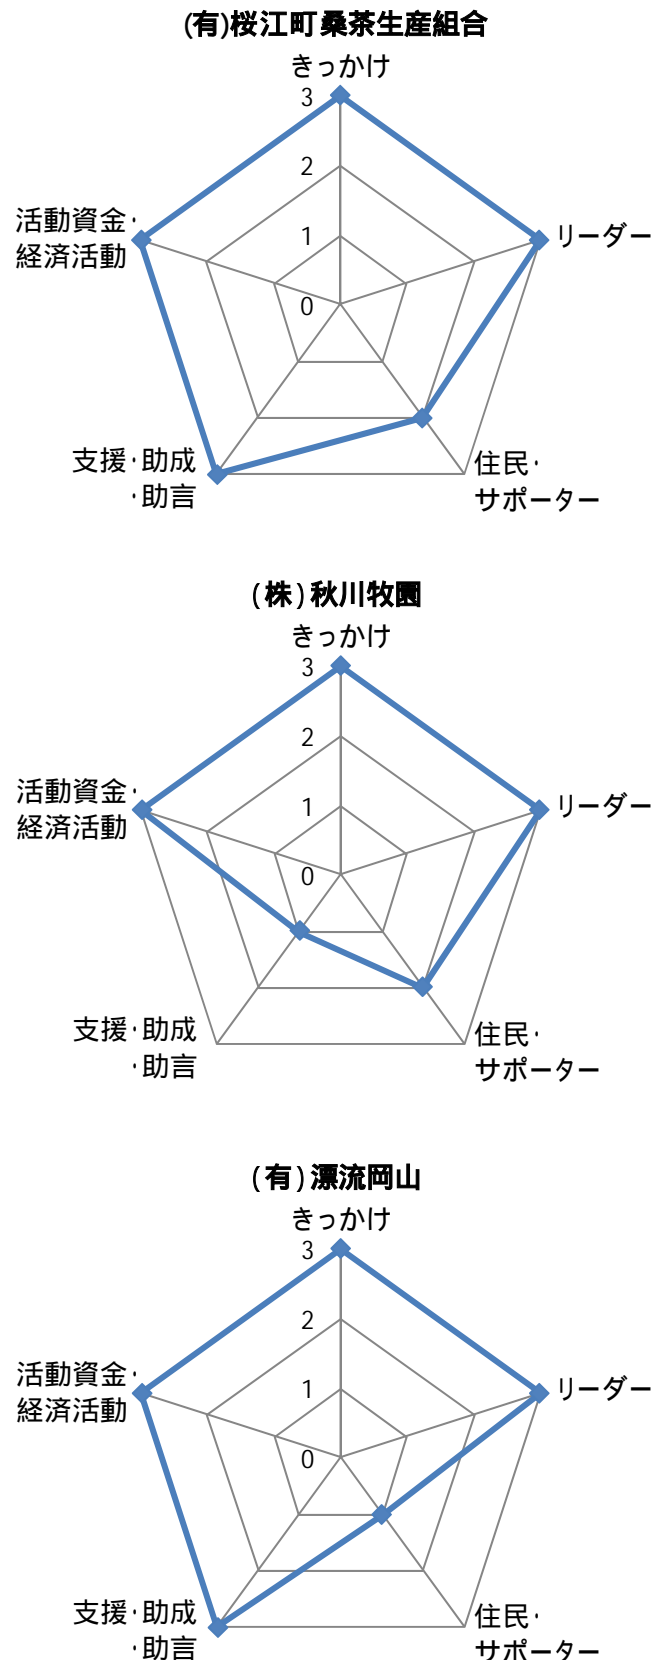 (有)桜江町桑茶生産組合
きっかけ
3
2
1
0
リーダー
住民・
サポーター
支援・助成
・助言
活動資金・
経済活動
(株)秋川牧園
きっかけ
3
2
1
0
リーダー
住民・
サポーター
支援・助成
・助言
活動資金・
経済活動
(有)漂流岡山
きっかけ
3
2
1
0
リーダー
住民・
サポーター
支援・助成
・助言
活動資金・
経済活動